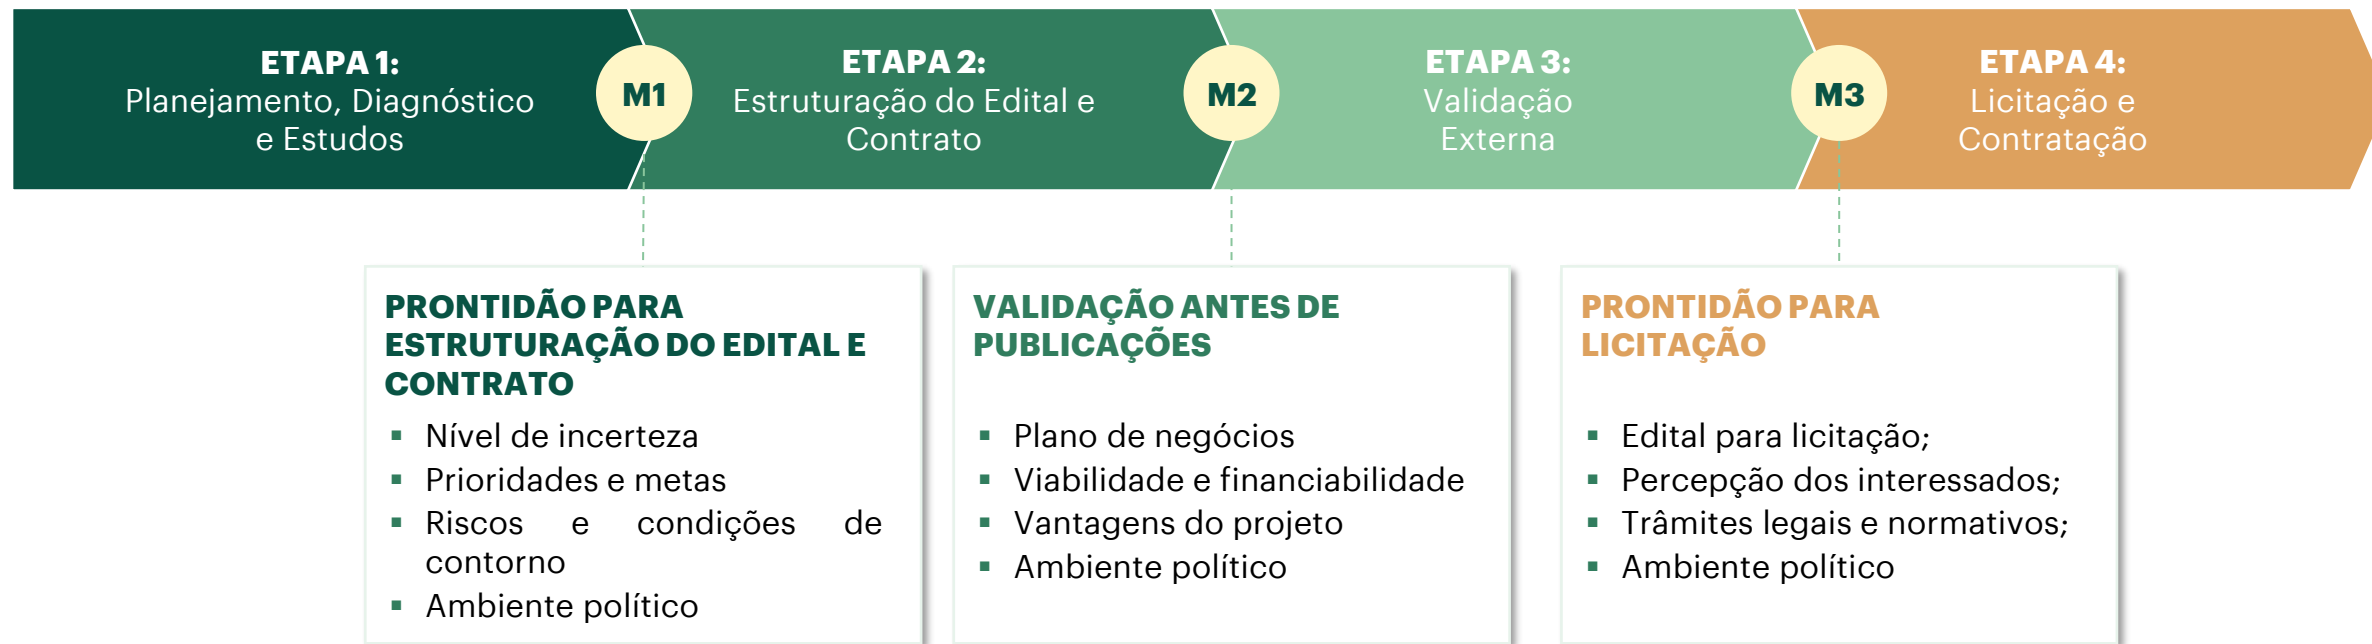 ETAPA 1:
Planejamento, Diagnóstico
e Estudos
M1
ETAPA 2:
Estruturação do Edital e
Contrato
M2
ETAPA 3:
Validação
Externa
M3
ETAPA 4:
Licitação e
Contratação
PRONTIDÃO PARA
ESTRUTURAÇÃO DO EDITAL E
CONTRATO
▪ Nível de incerteza
▪ Prioridades e metas
▪ Riscos e condições de
contorno
▪ Ambiente político
VALIDAÇÃO ANTES DE
PUBLICAÇÕES
▪ Plano de negócios
▪ Viabilidade e financiabilidade
▪ Vantagens do projeto
▪ Ambiente político
PRONTIDÃO PARA
LICITAÇÃO
▪ Edital para licitação;
▪ Percepção dos interessados;
▪ Trâmites legais e normativos;
▪ Ambiente político